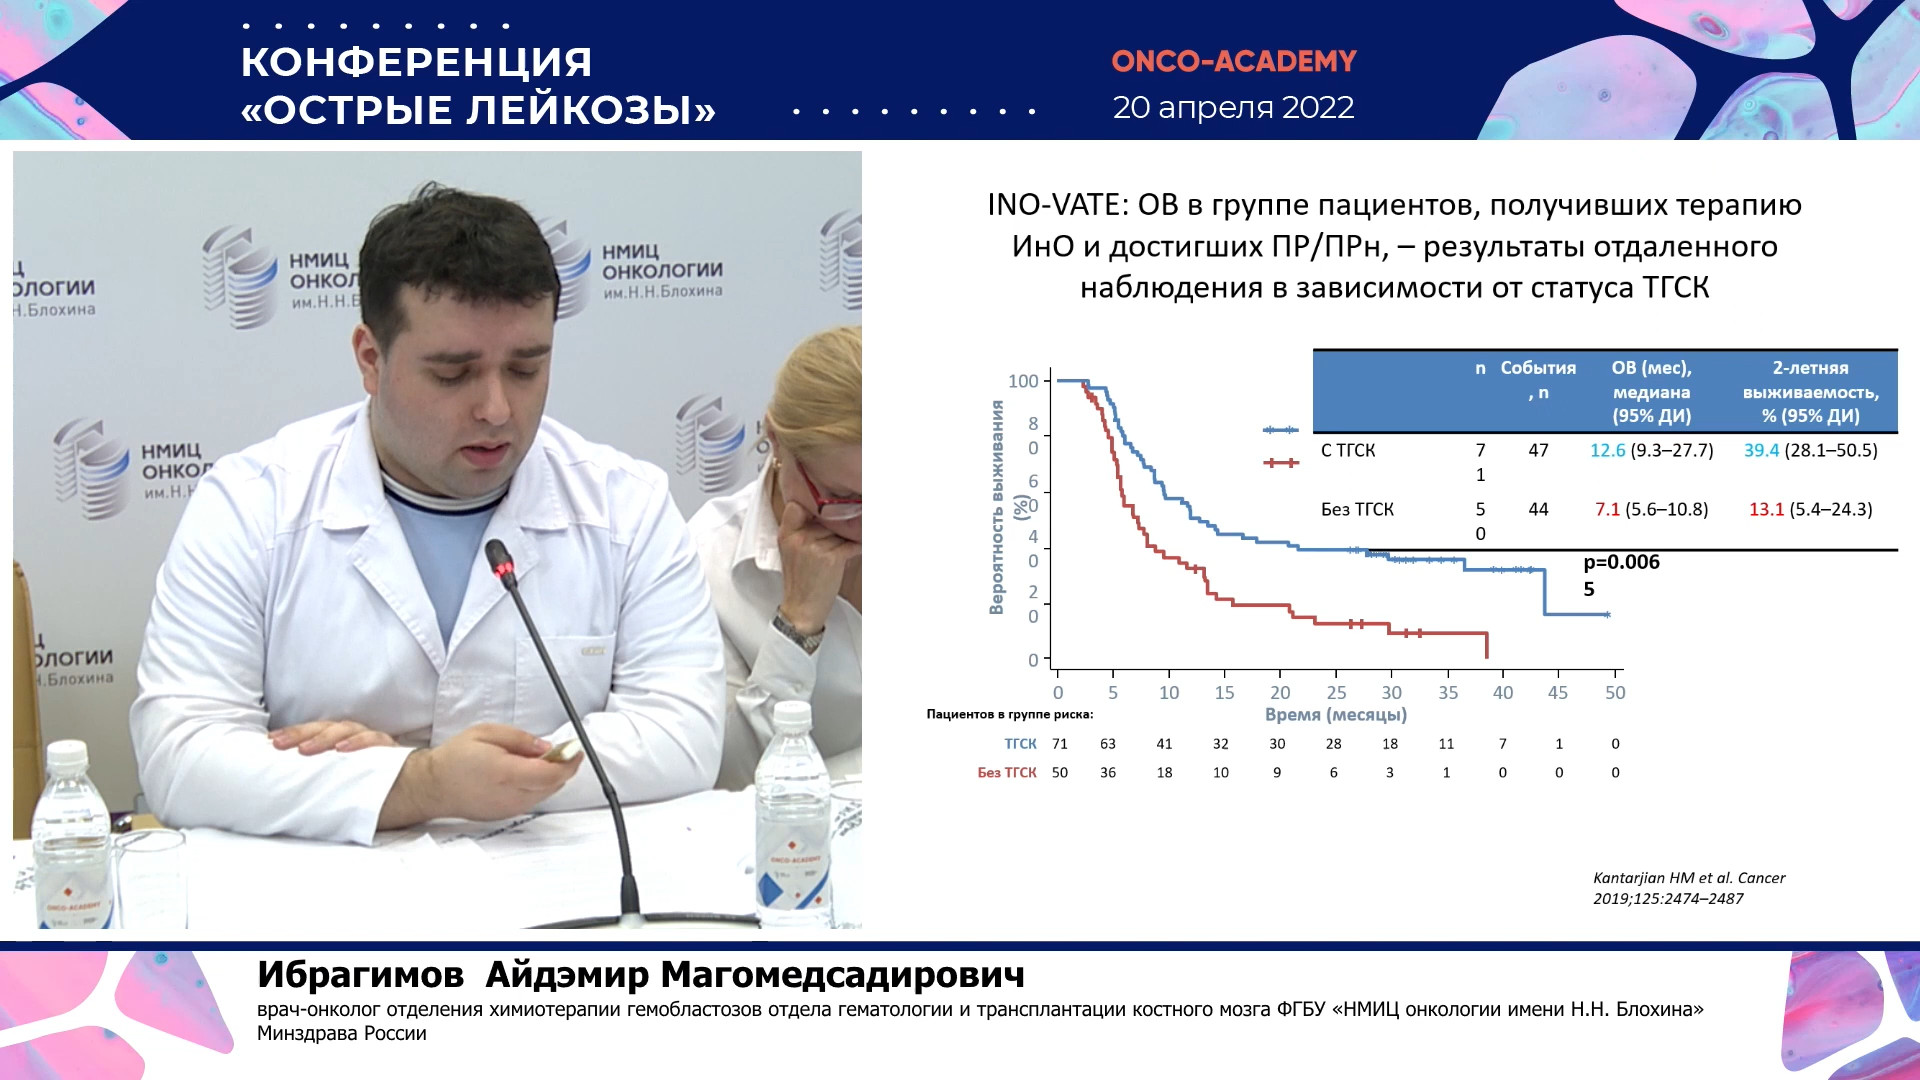 КОНФЕРЕНЦИЯ
«ОСТРЫЕ ЛЕЙКОЗЫ»
ONCO-ACADEMY
20 апреля 2022
НМИЦ
ОНКОЛОГИИ
им.Н.Н.Блохина
INO-VATE: ОВ в группе пациентов, получивших терапию
ИнО и достигших ПР/ПРн, – результаты отдаленного
наблюдения в зависимости от статуса ТГСК
n События, n ОВ (мес), медиана (95% ДИ) 2-летняя выживаемость, % (95% ДИ)
С ТГСК 71 47 12.6 (9.3–27.7) 39.4 (28.1–50.5)
Без ТГСК 50 44 7.1 (5.6–10.8) 13.1 (5.4–24.3)
p=0.006
5
Вероятность выживания
(%)
100
80
60
40
20
0
0 5 10 15 20 25 30 35 40 45 50
Время (месяцы)
Пациентов в группе риска:
ТГСК 71 63 41 32 30 28 18 11 7 1 0
Без ТГСК 50 36 18 10 9 6 3 1 0 0 0
Kantarjian HM et al. Cancer
2019;125:2474–2487
Ибрагимов Айдэмир Магомедсадирович
врач-онколог отделения химиотерапии гемобластозов отдела гематологии и трансплантации костного мозга ФГБУ «НМИЦ онкологии имени Н.Н. Блохина»
Минздрава России